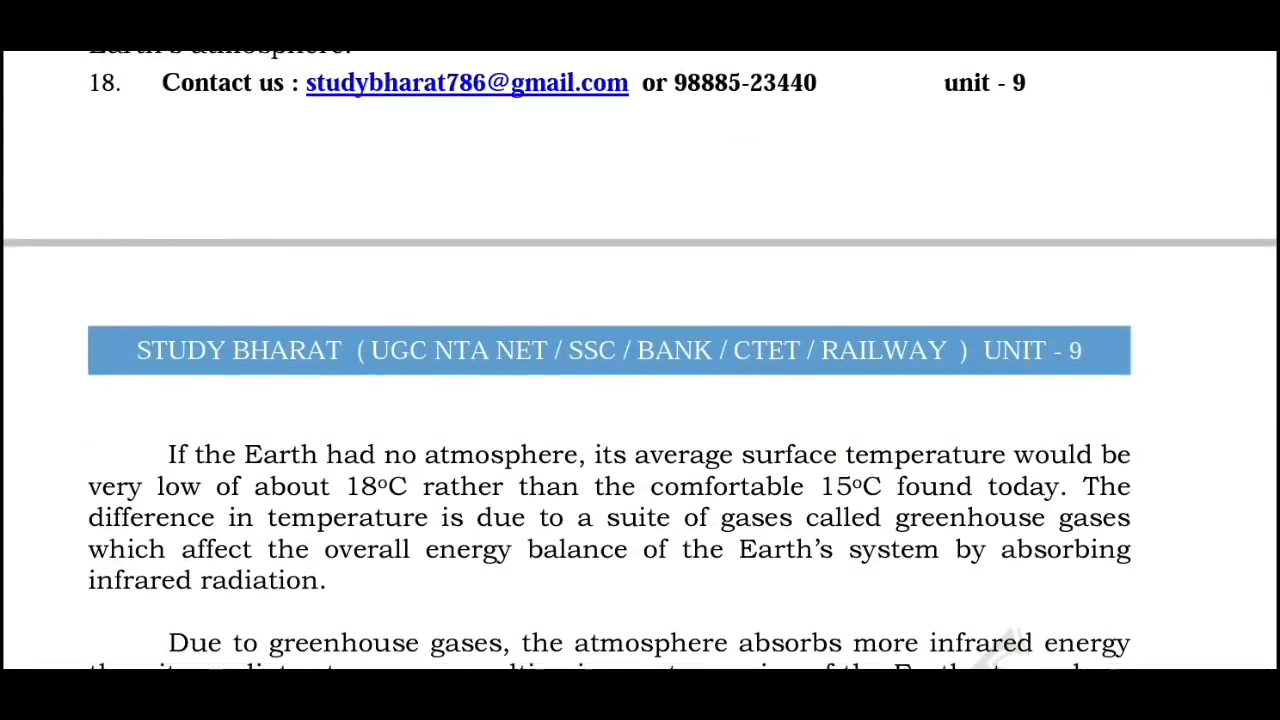 Earth's atmosphere.
18. Contact us : studybharat786@gmail.com or 98885-23440 unit - 9
STUDY BHARAT ( UGC NTA NET / SSC / BANK / CTET / RAILWAY ) UNIT - 9
If the Earth had no atmosphere, its average surface temperature would be
very low of about 18oC rather than the comfortable 15oC found today. The
difference in temperature is due to a suite of gases called greenhouse gases
which affect the overall energy balance of the Earth's system by absorbing
infrared radiation.
Due to greenhouse gases, the atmosphere absorbs more infrared energy